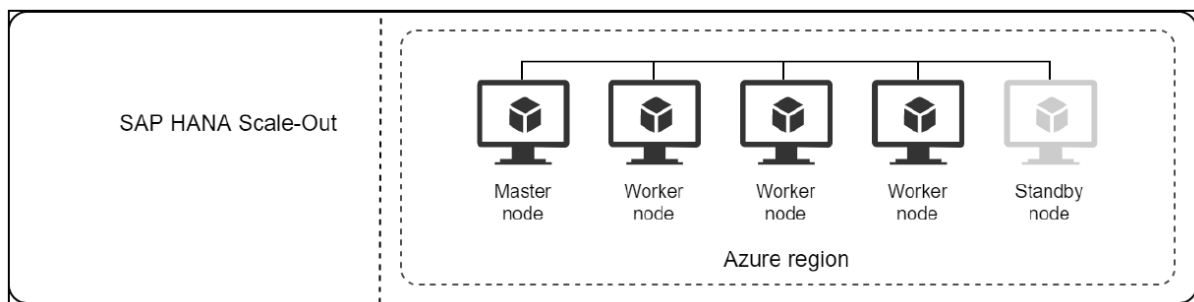 SAP HANA Scale-Out
Master
node
Worker
node
Worker
node
Worker
node
Standby
node
Azure region